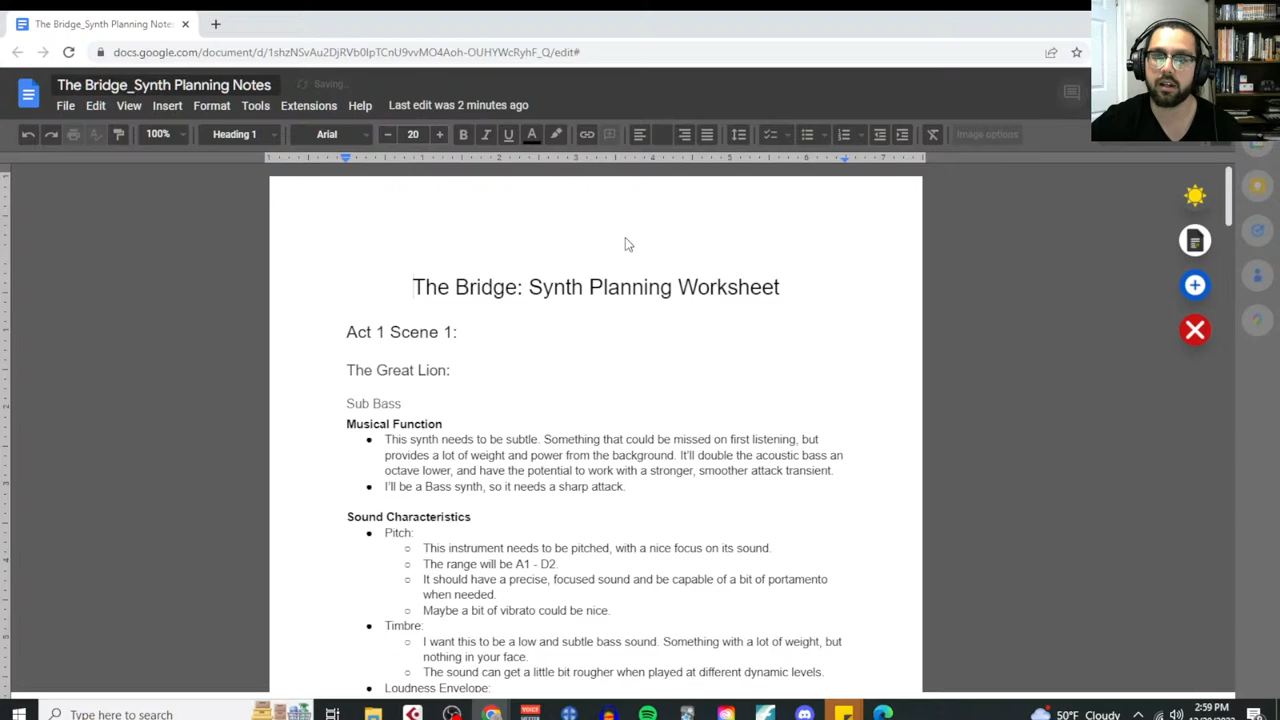 The Bridge_Synth Planning Notes
docs.google.com/document/d/1shzNSvAu2DjRVb0IpTCnU9vvMO4Aoh-OUHYWcRyhF_Q/edit#
The Bridge_Synth Planning Notes
Saving...
File Edit View Insert Format Tools Extensions Help Last edit was 2 minutes ago
100% Heading 1 Arial 20 Image options
The Bridge: Synth Planning Worksheet
Act 1 Scene 1:
The Great Lion:
Sub Bass
Musical Function
This synth needs to be subtle. Something that could be missed on first listening, but
provides a lot of weight and power from the background. It'll double the acoustic bass an
octave lower, and have the potential to work with a stronger, smoother attack transient.
I'll be a Bass synth, so it needs a sharp attack.
Sound Characteristics
Pitch:
This instrument needs to be pitched, with a nice focus on its sound.
The range will be A1 - D2.
It should have a precise, focused sound and be capable of a bit of portamento
when needed.
Maybe a bit of vibrato could be nice.
Timbre:
I want this to be a low and subtle bass sound. Something with a lot of weight, but
nothing in your face.
The sound can get a little bit rougher when played at different dynamic levels.
Loudness Envelope:
Type here to search
50°F Cloudy
2:59 PM